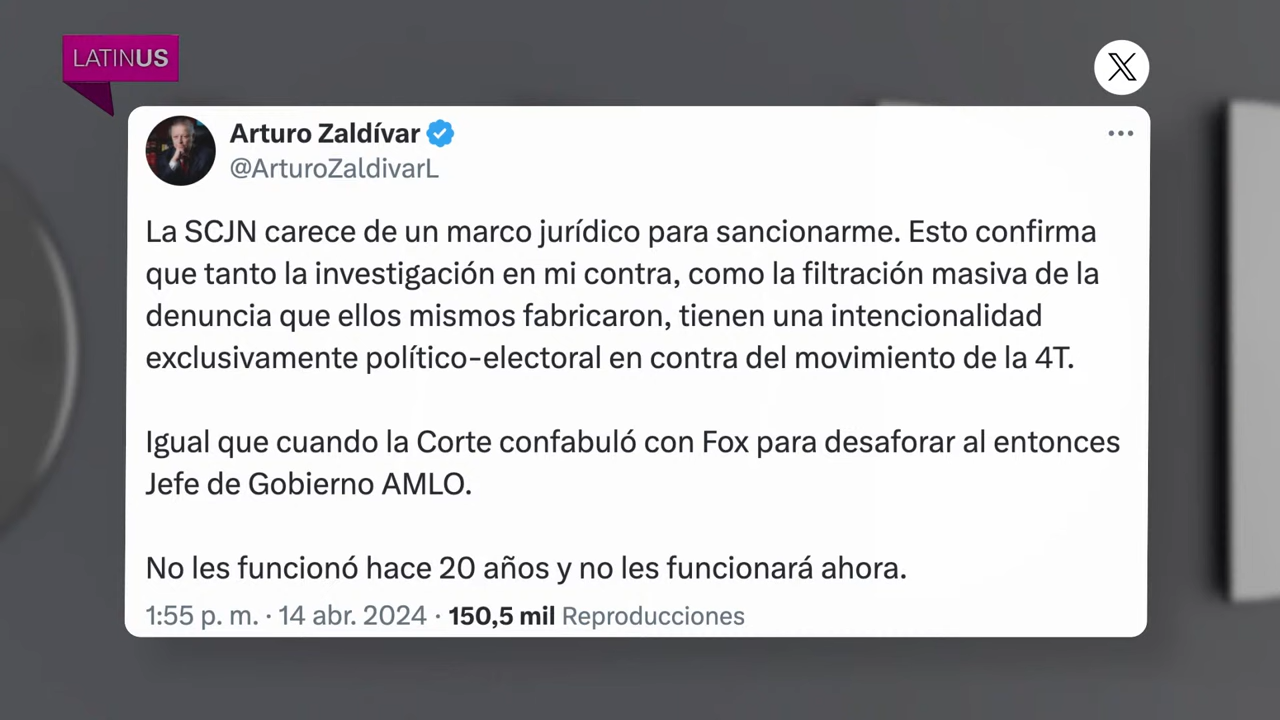 LATINUS
X
Arturo Zaldívar
@ArturoZaldivarL
La SCJN carece de un marco jurídico para sancionarme. Esto confirma
que tanto la investigación en mi contra, como la filtración masiva de la
denuncia que ellos mismos fabricaron, tienen una intencionalidad
exclusivamente político-electoral en contra del movimiento de la 4T.
Igual que cuando la Corte confabuló con Fox para desaforar al entonces
Jefe de Gobierno AMLO.
No les funcionó hace 20 años y no les funcionará ahora.
1:55 p. m. · 14 abr. 2024 · 150,5 mil Reproducciones